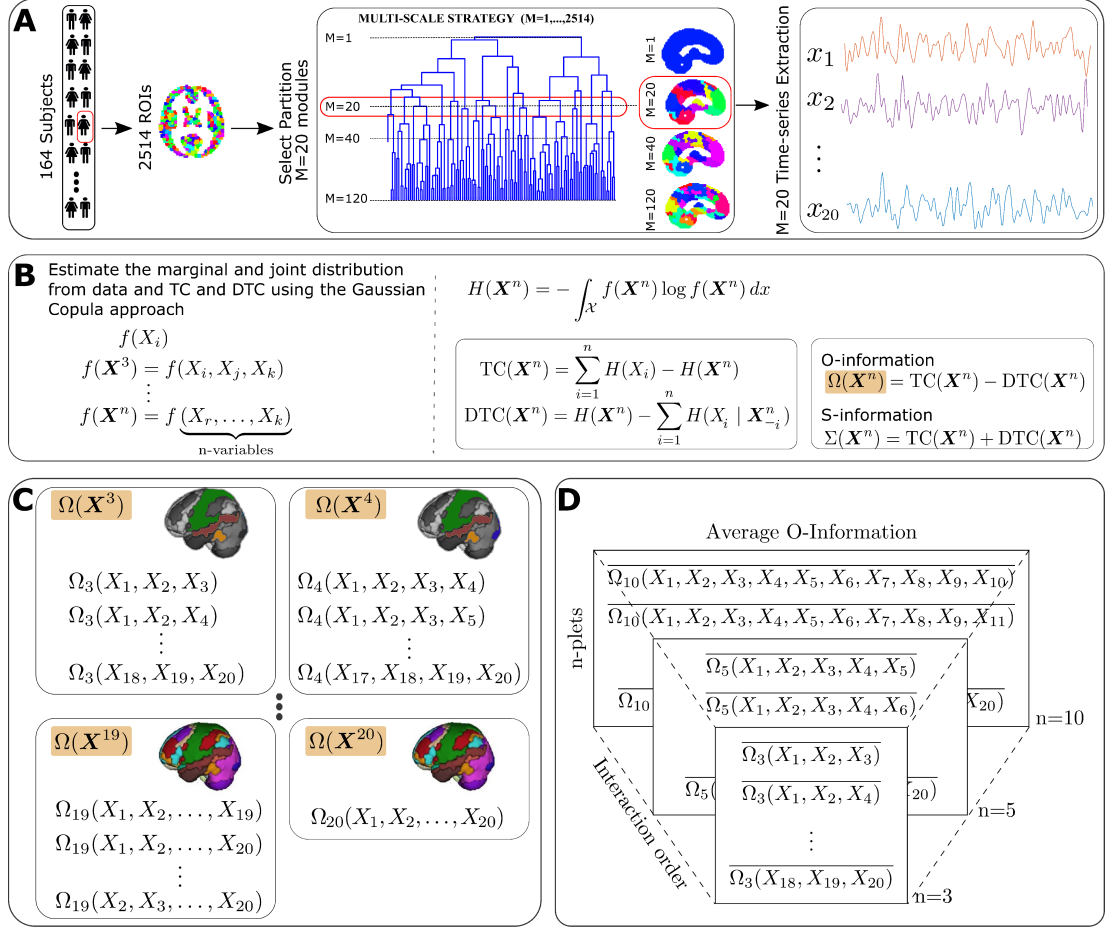 A
164 Subjects
2514 ROIs
Select Partition
M=20 modules
MULTI-SCALE STRATEGY (M=1,...,2514)
M=1
M=20
M=40
M=120
M=1
M=20
M=40
M=120
M=20 Time-series Extraction
x₁
x₂
⋮
x₂₀
B
Estimate the marginal and joint distribution
from data and TC and DTC using the Gaussian
Copula approach
f(Xᵢ)
f(X³) = f(Xᵢ, Xⱼ, Xₖ)
⋮
f(Xⁿ) = f (Xᵣ, . . . , Xₖ)
n-variables
H(Xⁿ) = − ∫_𝒳 f(Xⁿ) log f(Xⁿ) dx
TC(Xⁿ) = ∑_{i=1}^{n} H(Xᵢ) − H(Xⁿ)
DTC(Xⁿ) = H(Xⁿ) − ∑_{i=1}^{n} H(Xᵢ | Xⁿ₋ᵢ)
O-information
Ω(Xⁿ) = TC(Xⁿ) − DTC(Xⁿ)
S-information
Σ(Xⁿ) = TC(Xⁿ) + DTC(Xⁿ)
C
Ω(X³)
Ω₃(X₁, X₂, X₃)
Ω₃(X₁, X₂, X₄)
⋮
Ω₃(X₁₈, X₁₉, X₂₀)
Ω(X⁴)
Ω₄(X₁, X₂, X₃, X₄)
Ω₄(X₁, X₂, X₃, X₅)
⋮
Ω₄(X₁₇, X₁₈, X₁₉, X₂₀)
Ω(X¹⁹)
Ω₁₉(X₁, X₂, . . . , X₁₉)
Ω₁₉(X₁, X₂, . . . , X₂₀)
⋮
Ω₁₉(X₂, X₃, . . . , X₂₀)
Ω(X²⁰)
Ω₂₀(X₁, X₂, . . . , X₂₀)
D
Average O-Information
n-plets
Ω₁₀(X₁, X₂, X₃, X₄, X₅, X₆, X₇, X₈, X₉, X₁₀)
Ω₁₀(X₁, X₂, X₃, X₄, X₅, X₆, X₇, X₈, X₉, X₁₁)
Ω₅(X₁, X₂, X₃, X₄, X₅)
Ω₁₀ X₂₀)
Ω₅(X₁, X₂, X₃, X₄, X₆)
n=10
Ω₃(X₁, X₂, X₃)
Ω₅( ₂₀)
Ω₃(X₁, X₂, X₄)
n=5
⋮
Ω₃(X₁₈, X₁₉, X₂₀)
n=3
Interaction order